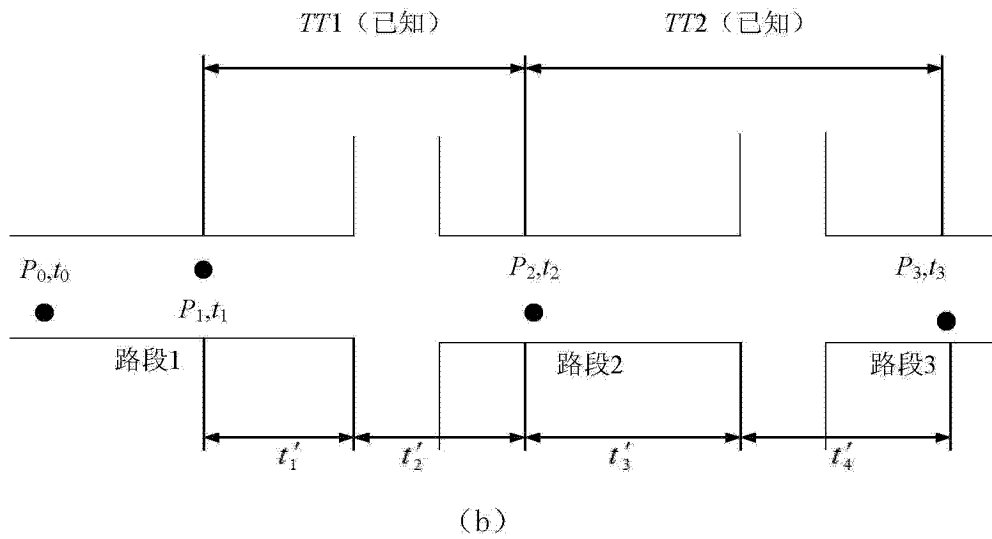 TT1（已知）
TT2（已知）
P₀,t₀
P₁,t₁
P₂,t₂
P₃,t₃
路段1
路段2
路段3
t′₁
t′₂
t′₃
t′₄
（b）